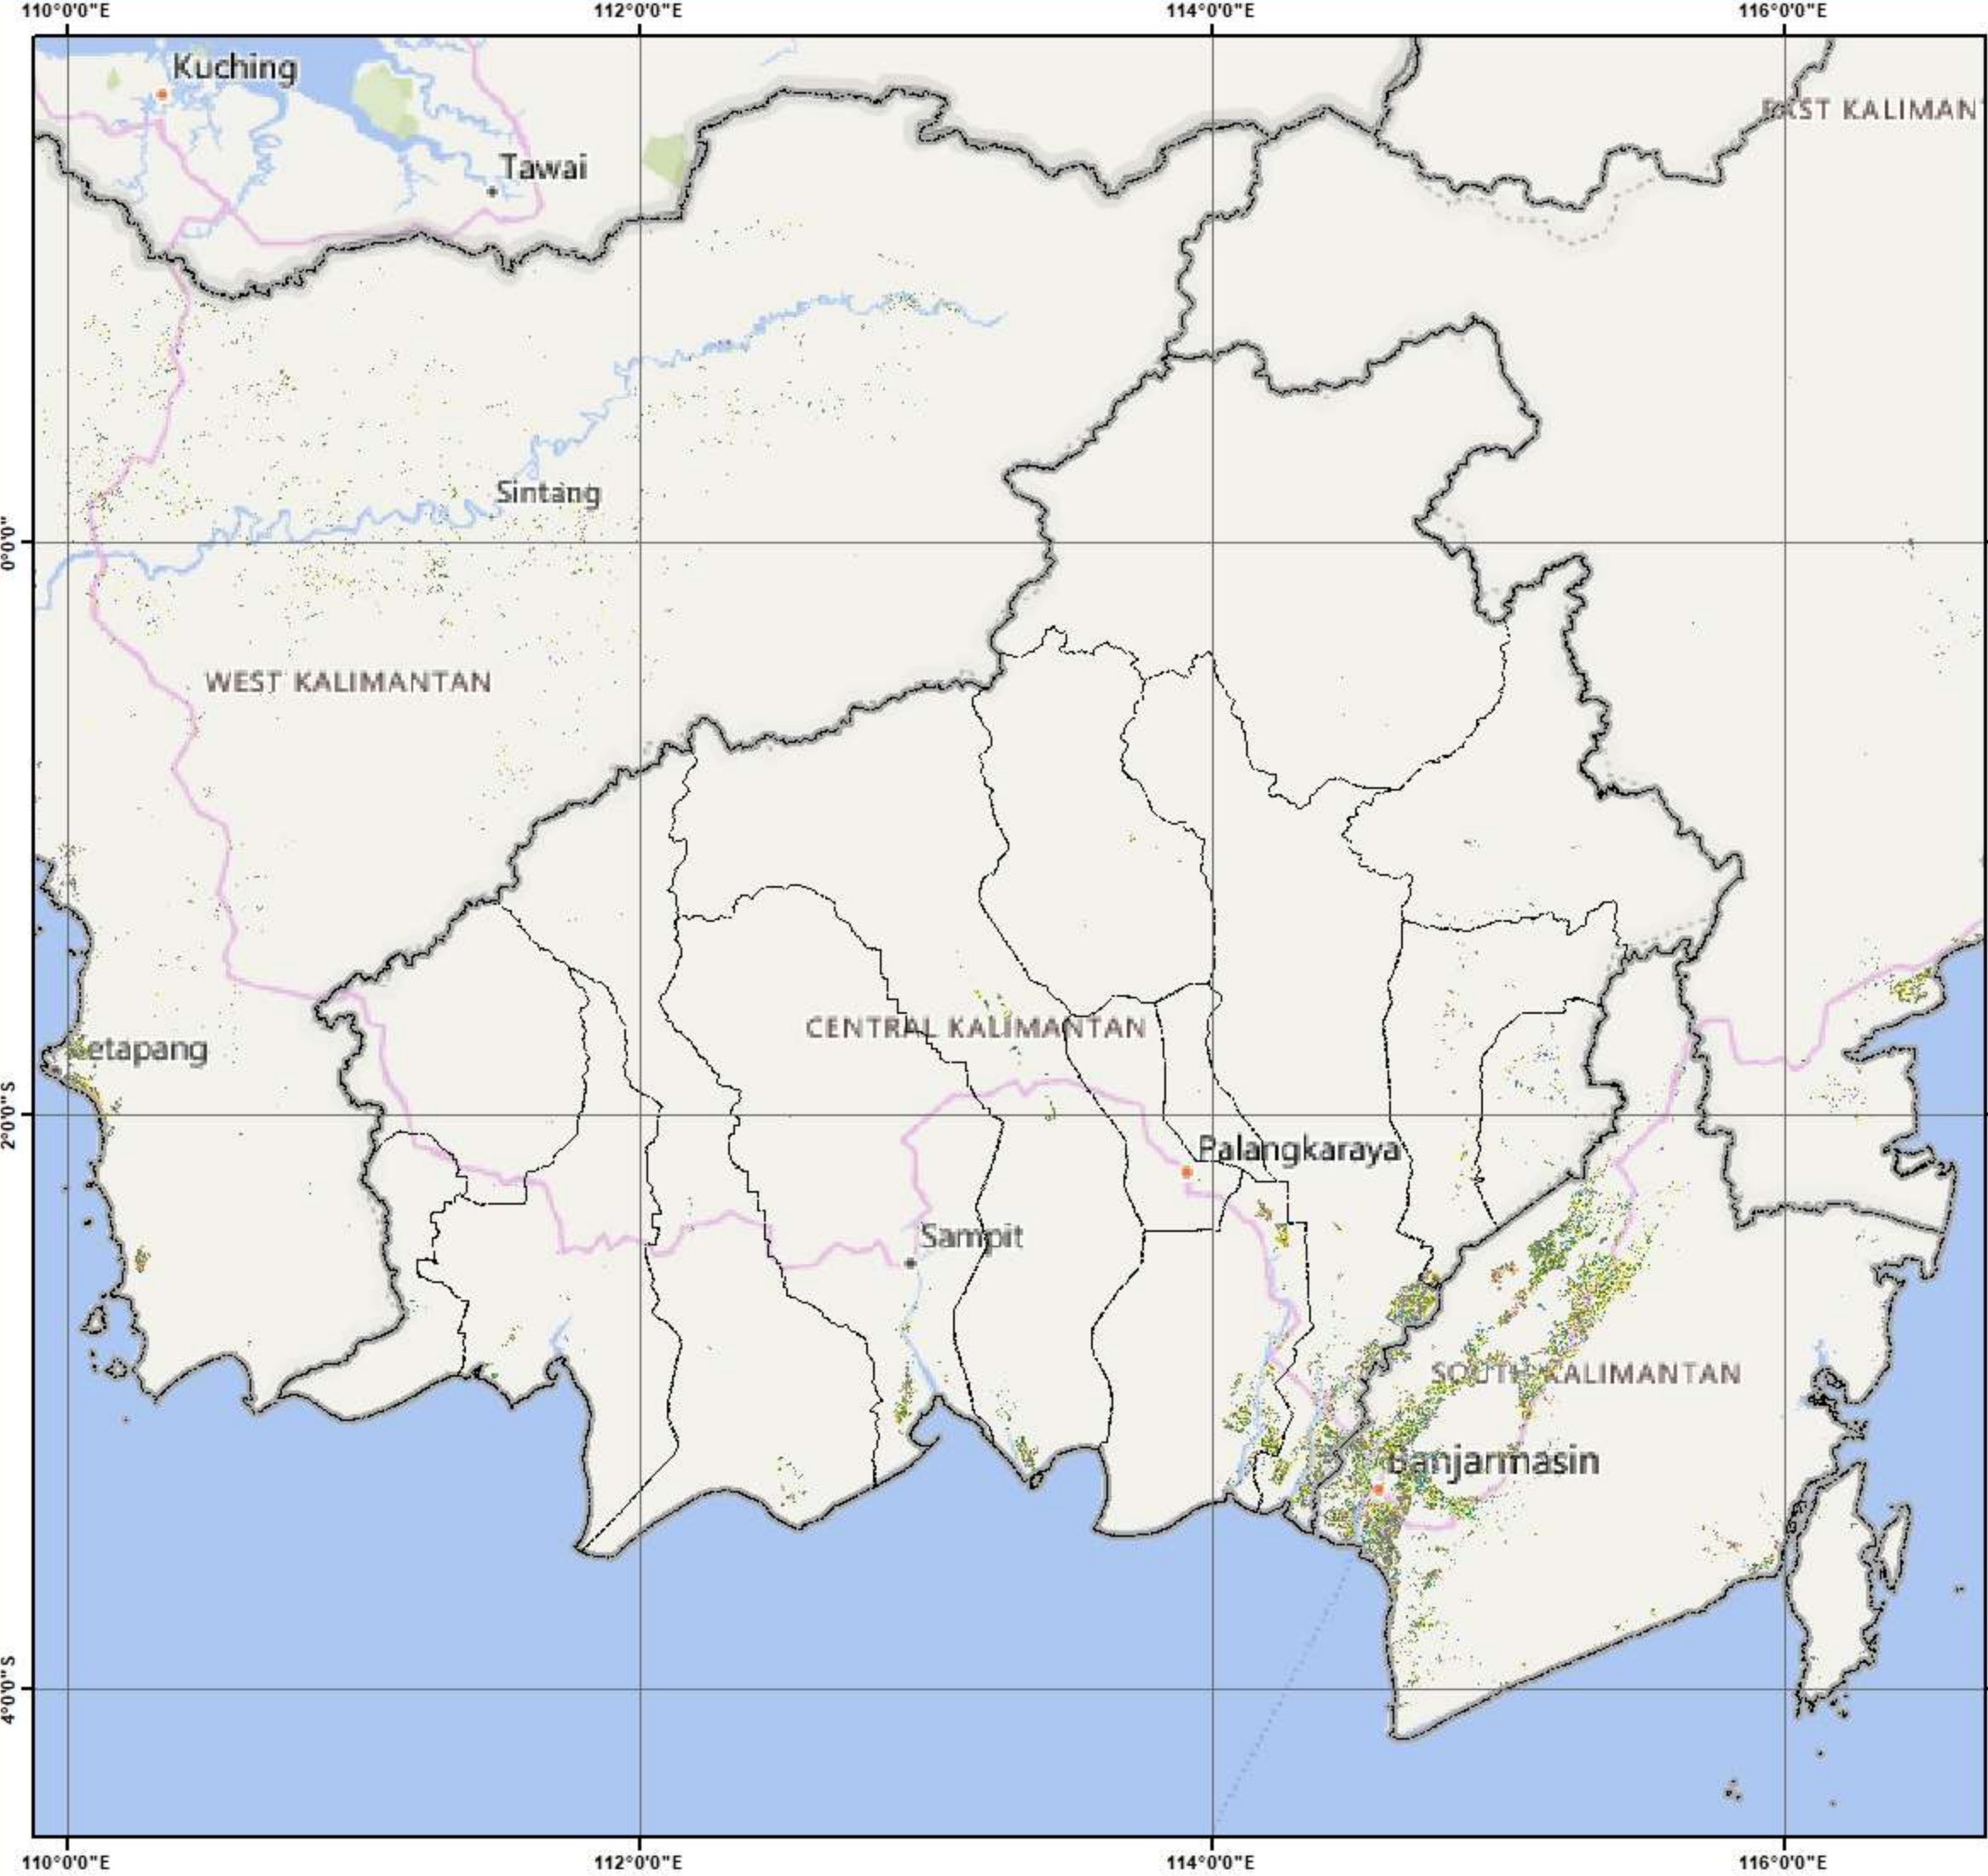 110°0'0"E
112°0'0"E
114°0'0"E
116°0'0"E
Kuching
EAST KALIMAN
Tawai
Sintang
0°0'0"
WEST KALIMANTAN
CENTRAL KALIMANTAN
Ketapang
2°0'0"S
Palangkaraya
Sampit
SOUTH KALIMANTAN
Banjarmasin
4°0'0"S
110°0'0"E
112°0'0"E
114°0'0"E
116°0'0"E